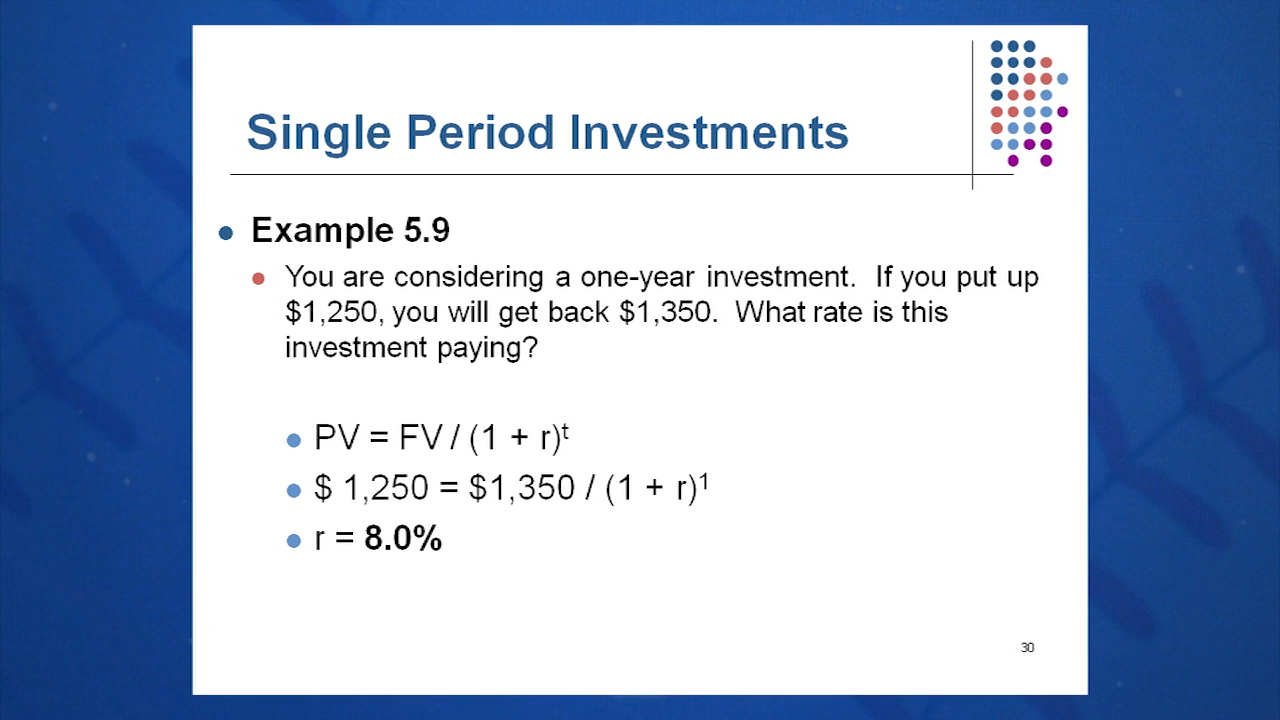 Single Period Investments
Example 5.9
You are considering a one-year investment. If you put up
$1,250, you will get back $1,350. What rate is this
investment paying?
PV = FV / (1 + r)ᵗ
$ 1,250 = $1,350 / (1 + r)¹
r = 8.0%
30